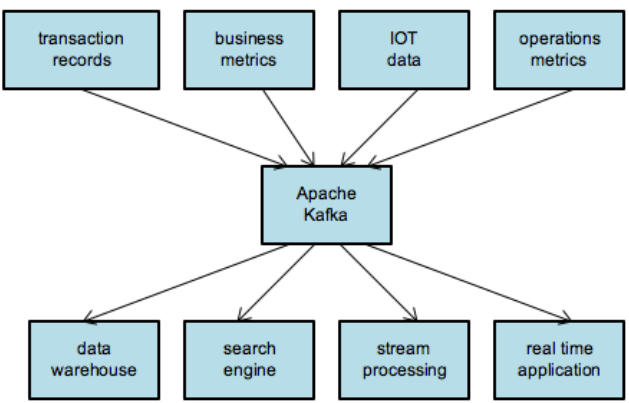 transaction
records
business
metrics
IOT
data
operations
metrics
Apache
Kafka
data
warehouse
search
engine
stream
processing
real time
application